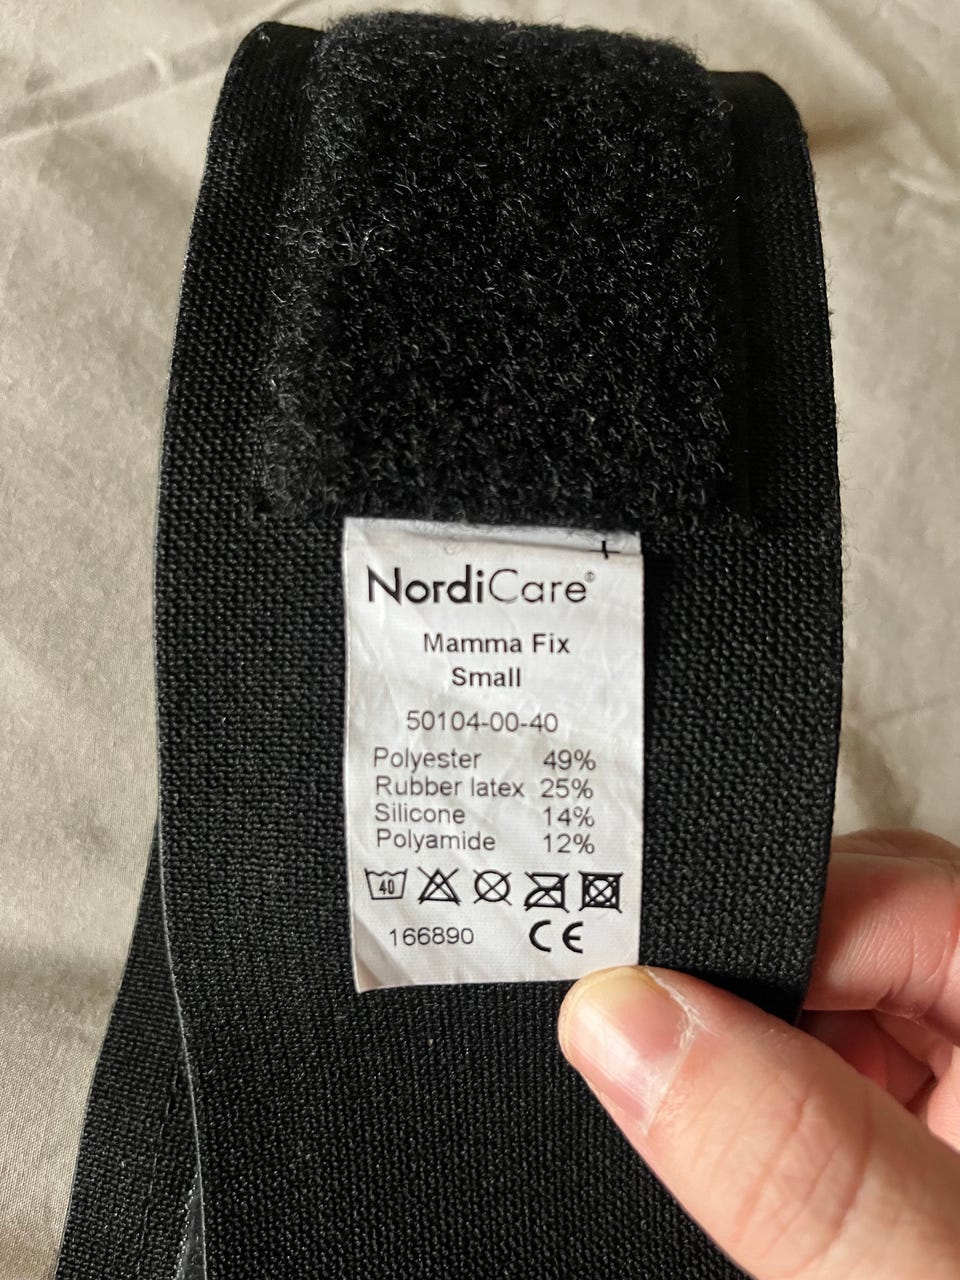 NordiCare®
Mamma Fix
Small
50104-00-40
Polyester 49%
Rubber latex 25%
Silicone 14%
Polyamide 12%
40
166890 CE